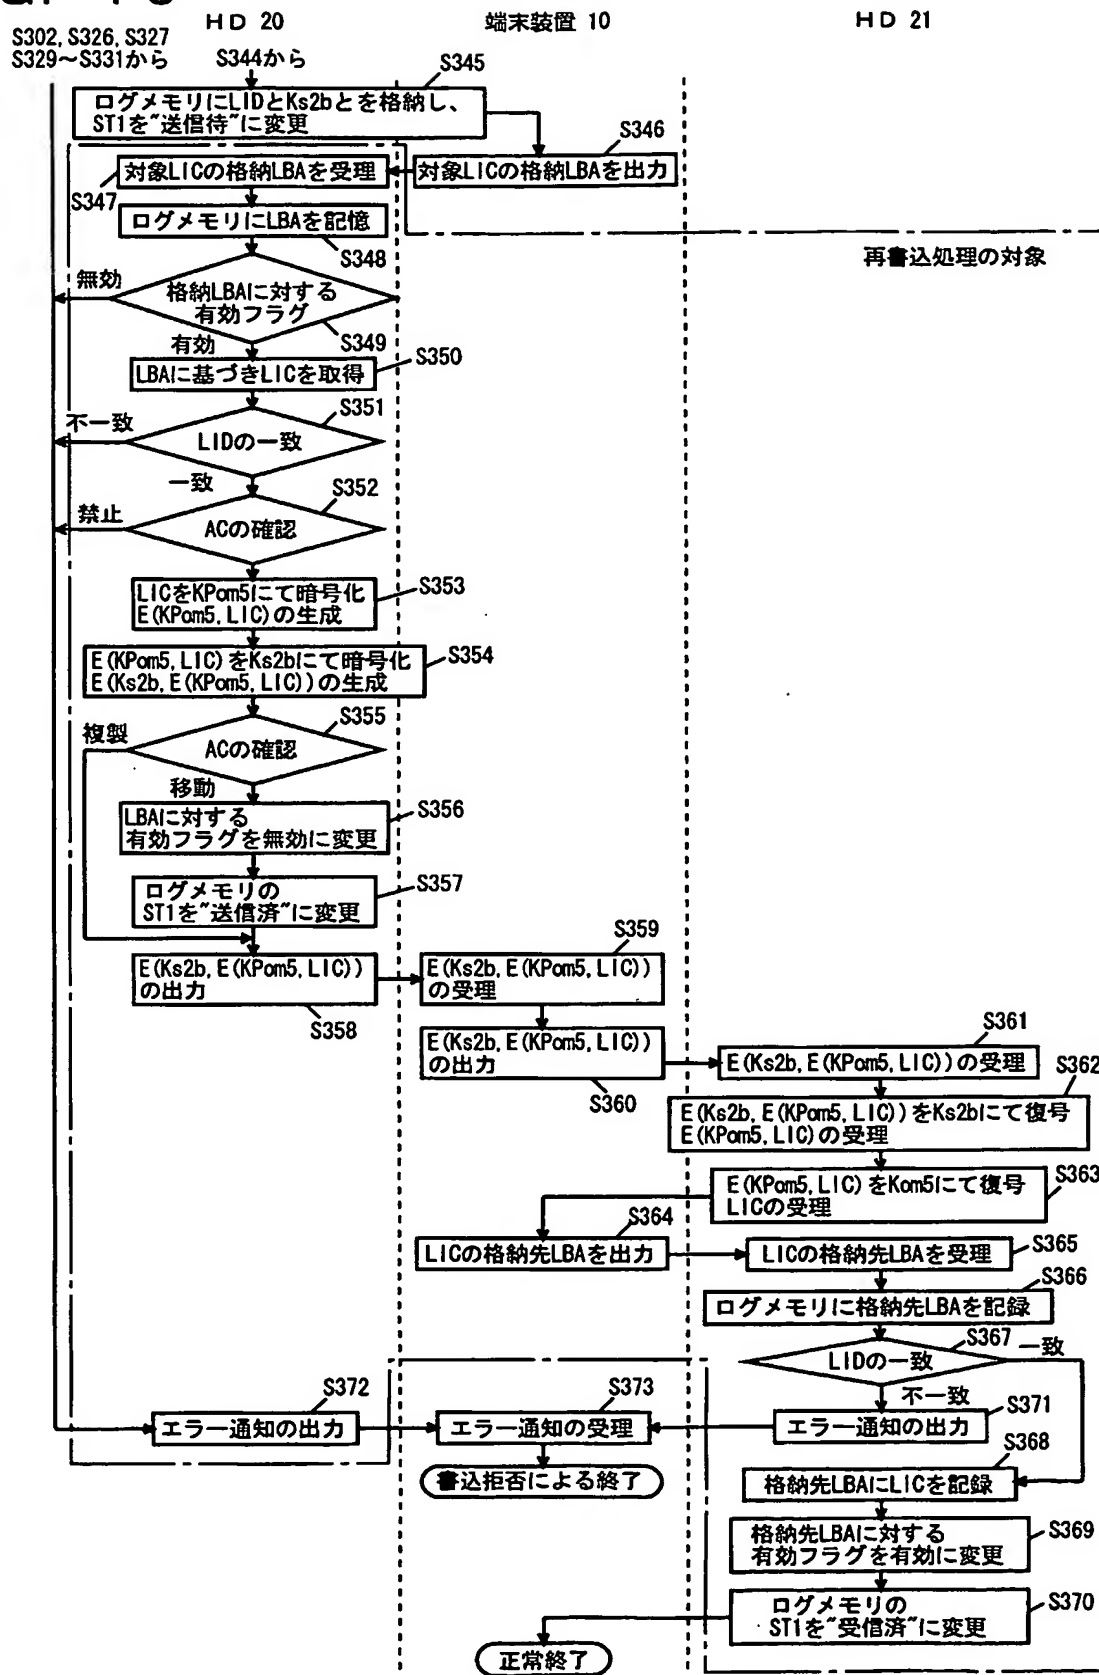 HD 20
端末装置 10
HD 21
S302, S326, S327
S329～S331から
S344から
S345
ログメモリにLIDとKs2bとを格納し、
ST1を"送信待"に変更
S346
対象LICの格納LBAを出力
対象LICの格納LBAを受理
S347
ログメモリにLBAを記憶
S348
再書込処理の対象
無効
格納LBAに対する
有効フラグ
S349
有効
S350
LBAに基づきLICを取得
S351
不一致
LIDの一致
一致
S352
禁止
ACの確認
LICをKPom5にて暗号化
E(KPom5, LIC)の生成
S353
E(KPom5, LIC)をKs2bにて暗号化
E(Ks2b, E(KPom5, LIC))の生成
S354
S355
複製
ACの確認
移動
LBAに対する
有効フラグを無効に変更
S356
ログメモリの
ST1を"送信済"に変更
S357
E(Ks2b, E(KPom5, LIC))
の出力
S358
S359
E(Ks2b, E(KPom5, LIC))
の受理
E(Ks2b, E(KPom5, LIC))
の出力
S360
S361
E(Ks2b, E(KPom5, LIC))の受理
S362
E(Ks2b, E(KPom5, LIC))をKs2bにて復号
E(KPom5, LIC)の受理
E(KPom5, LIC)をKom5にて復号
LICの受理
S363
S364
LICの格納先LBAを出力
LICの格納先LBAを受理
S365
S366
ログメモリに格納先LBAを記録
S367
LIDの一致
一致
不一致
S372
エラー通知の出力
S373
エラー通知の受理
エラー通知の出力
S371
書込拒否による終了
S368
格納先LBAにLICを記録
格納先LBAに対する
有効フラグを有効に変更
S369
ログメモリの
ST1を"受信済"に変更
S370
正常終了